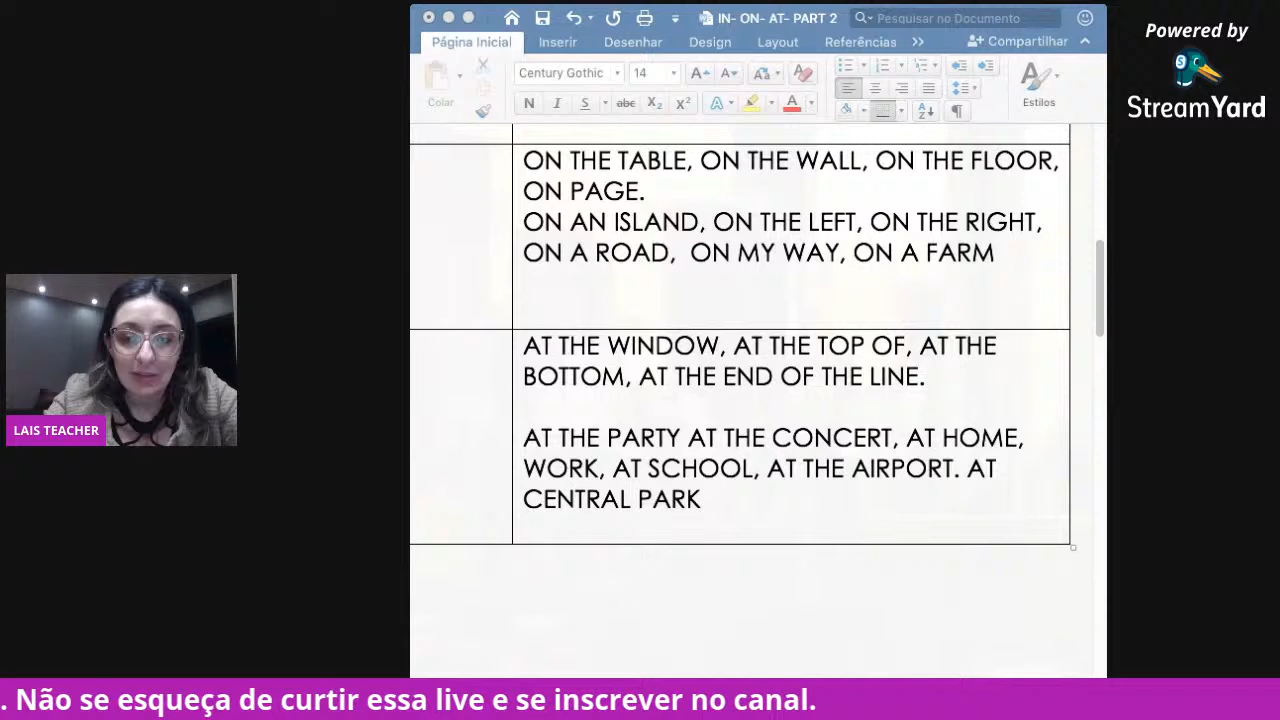 IN- ON- AT- PART 2
Pesquisar no Documento
Página Inicial
Inserir
Desenhar
Design
Layout
Referências
Compartilhar
Colar
Century Gothic
14
A
A
Aa
A
N
I
S
abc
X2
X2
A
A
A
Z
A
Estilos
Powered by
StreamYard
ON THE TABLE, ON THE WALL, ON THE FLOOR,
ON PAGE.
ON AN ISLAND, ON THE LEFT, ON THE RIGHT,
ON A ROAD,  ON MY WAY, ON A FARM
AT THE WINDOW, AT THE TOP OF, AT THE
BOTTOM, AT THE END OF THE LINE.
AT THE PARTY AT THE CONCERT, AT HOME,
WORK, AT SCHOOL, AT THE AIRPORT. AT
CENTRAL PARK
LAIS TEACHER
. Não se esqueça de curtir essa live e se inscrever no canal.